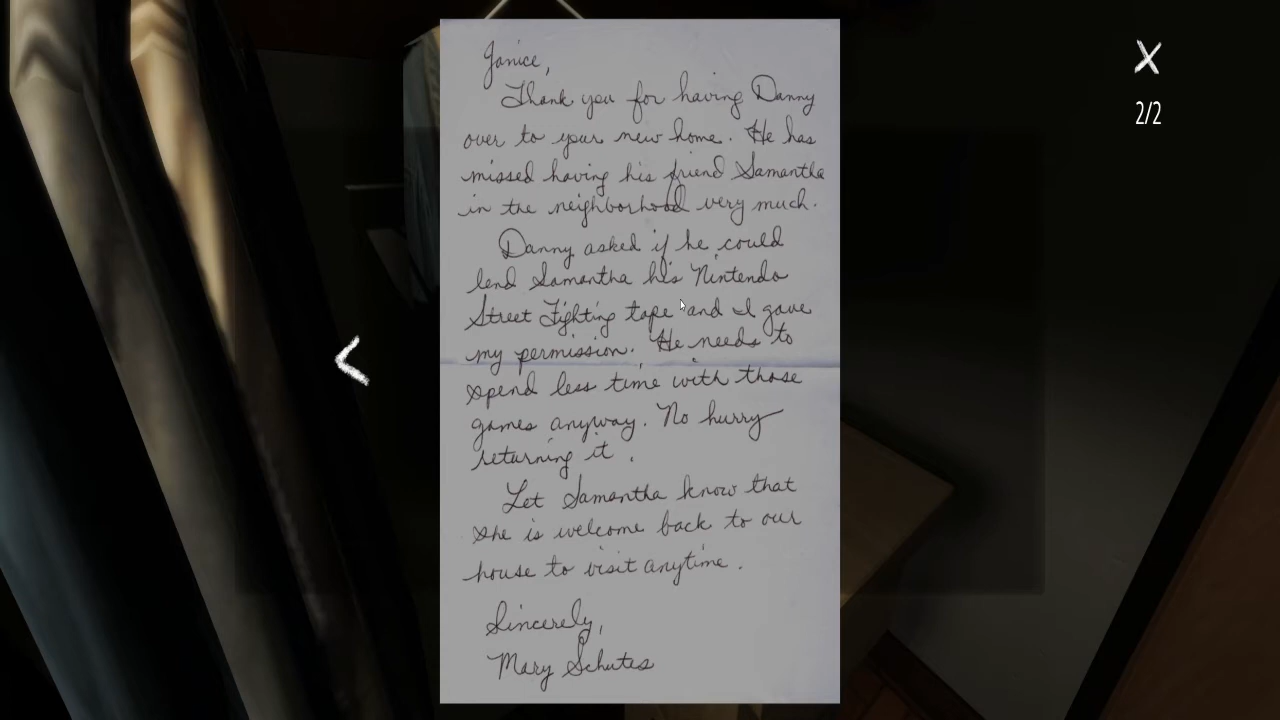 Janice,
Thank you for having Danny
over to your new home. He has
missed having his friend Samantha
in the neighborhood very much.
Danny asked if he could
lend Samantha his Nintendo
Street Fighting tape and I gave
my permission. He needs to
spend less time with those
games anyway. No hurry
returning it.
Let Samantha know that
she is welcome back to our
house to visit anytime.
Sincerely,
Mary Schutes
2/2